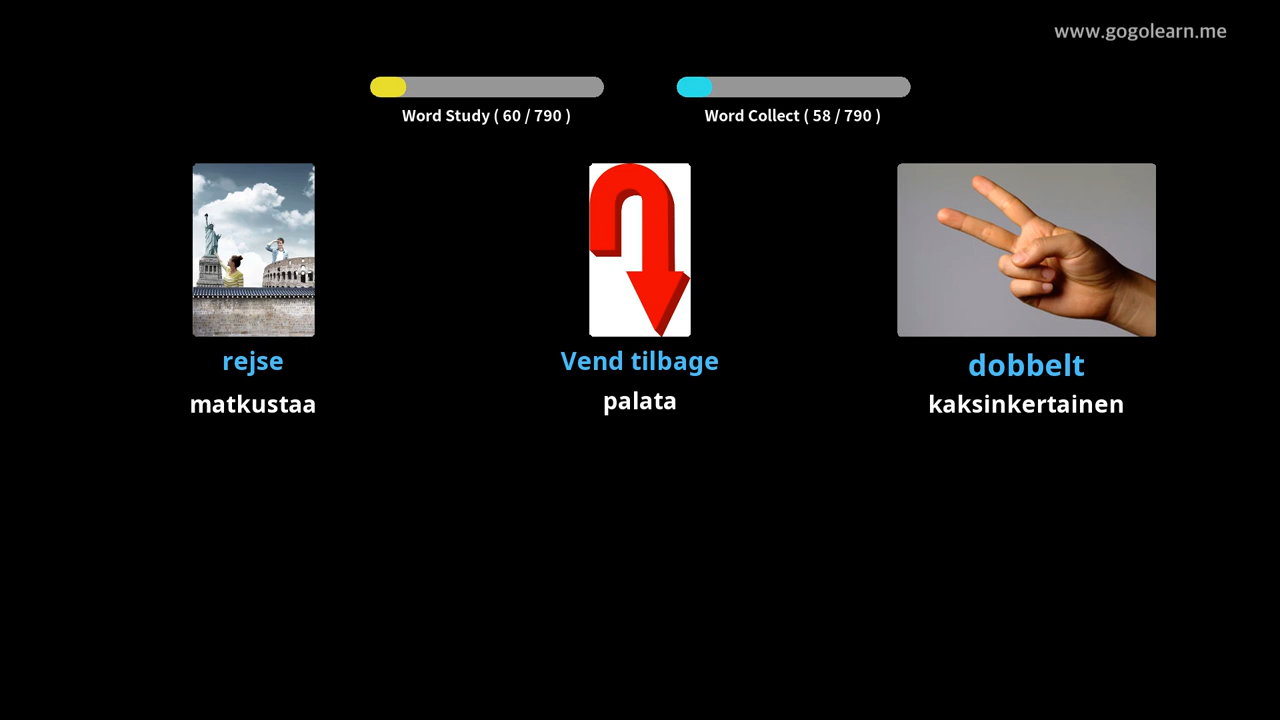 www.gogolearn.me
Word Study ( 60 / 790 )
Word Collect ( 58 / 790 )
rejse
Vend tilbage
dobbelt
matkustaa
palata
kaksinkertainen